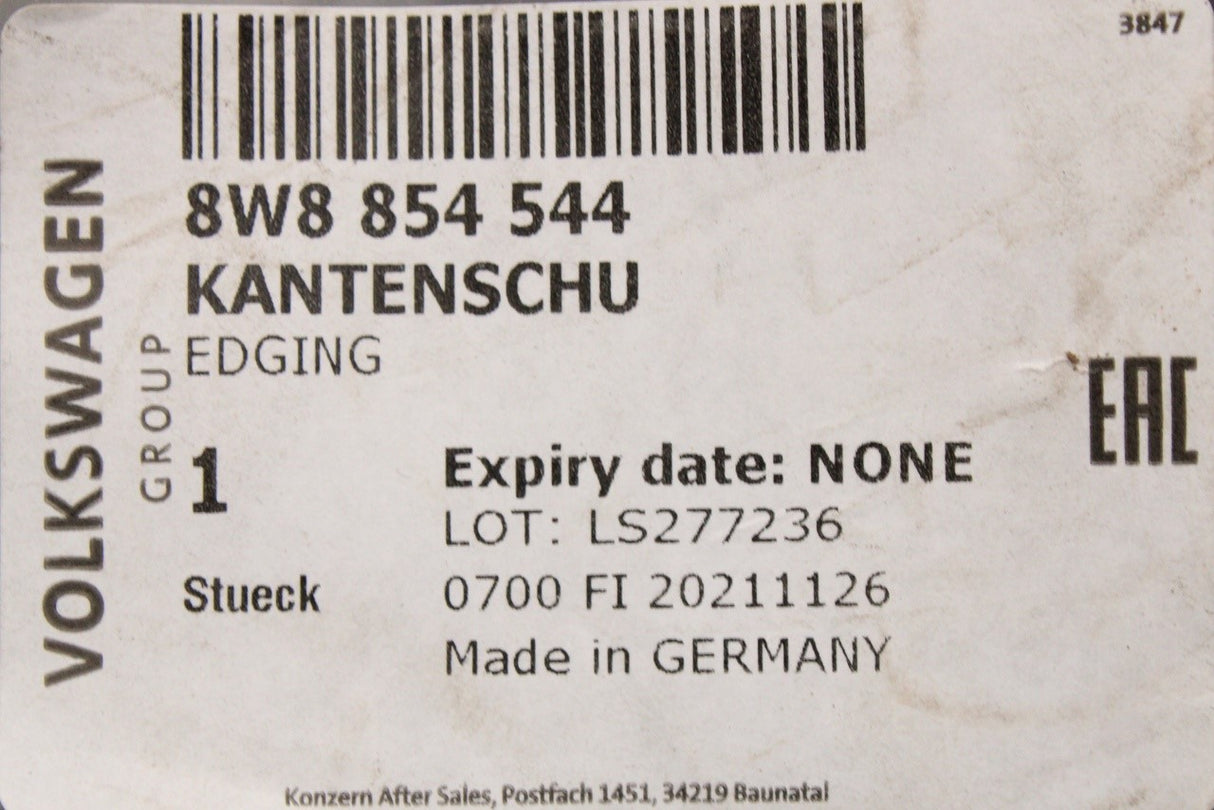 3847
8W8 854 544
KANTENSCHU
EDGING
VOLKSWAGEN
GROUP
EAC
1
Expiry date: NONE
LOT: LS277236
Stueck
0700 FI 20211126
Made in GERMANY
Konzern After Sales, Postfach 1451, 34219 Baunatal